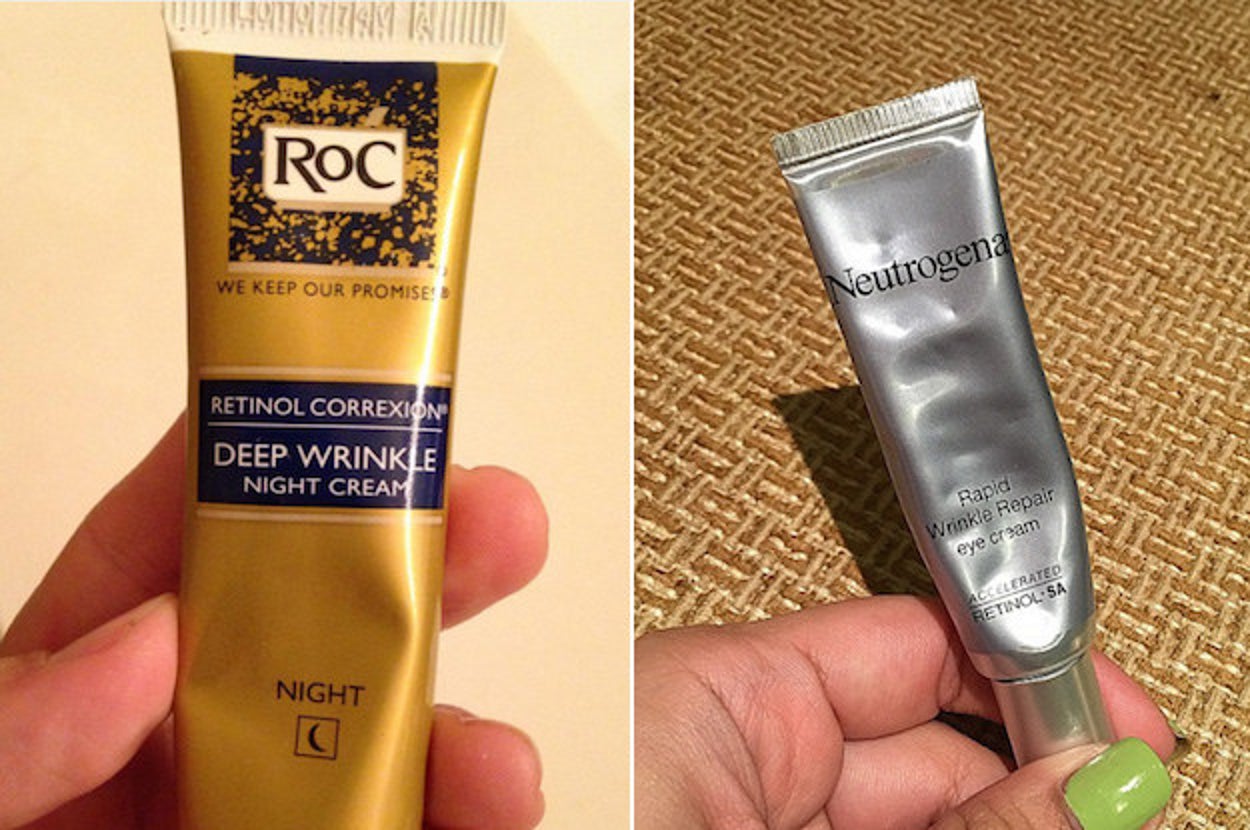 RoC
WE KEEP OUR PROMISES®
RETINOL CORREXION®
DEEP WRINKLE
NIGHT CREAM
NIGHT
Neutrogena
Rapid
Wrinkle Repair
eye cream
ACCELERATED
RETINOL·SA